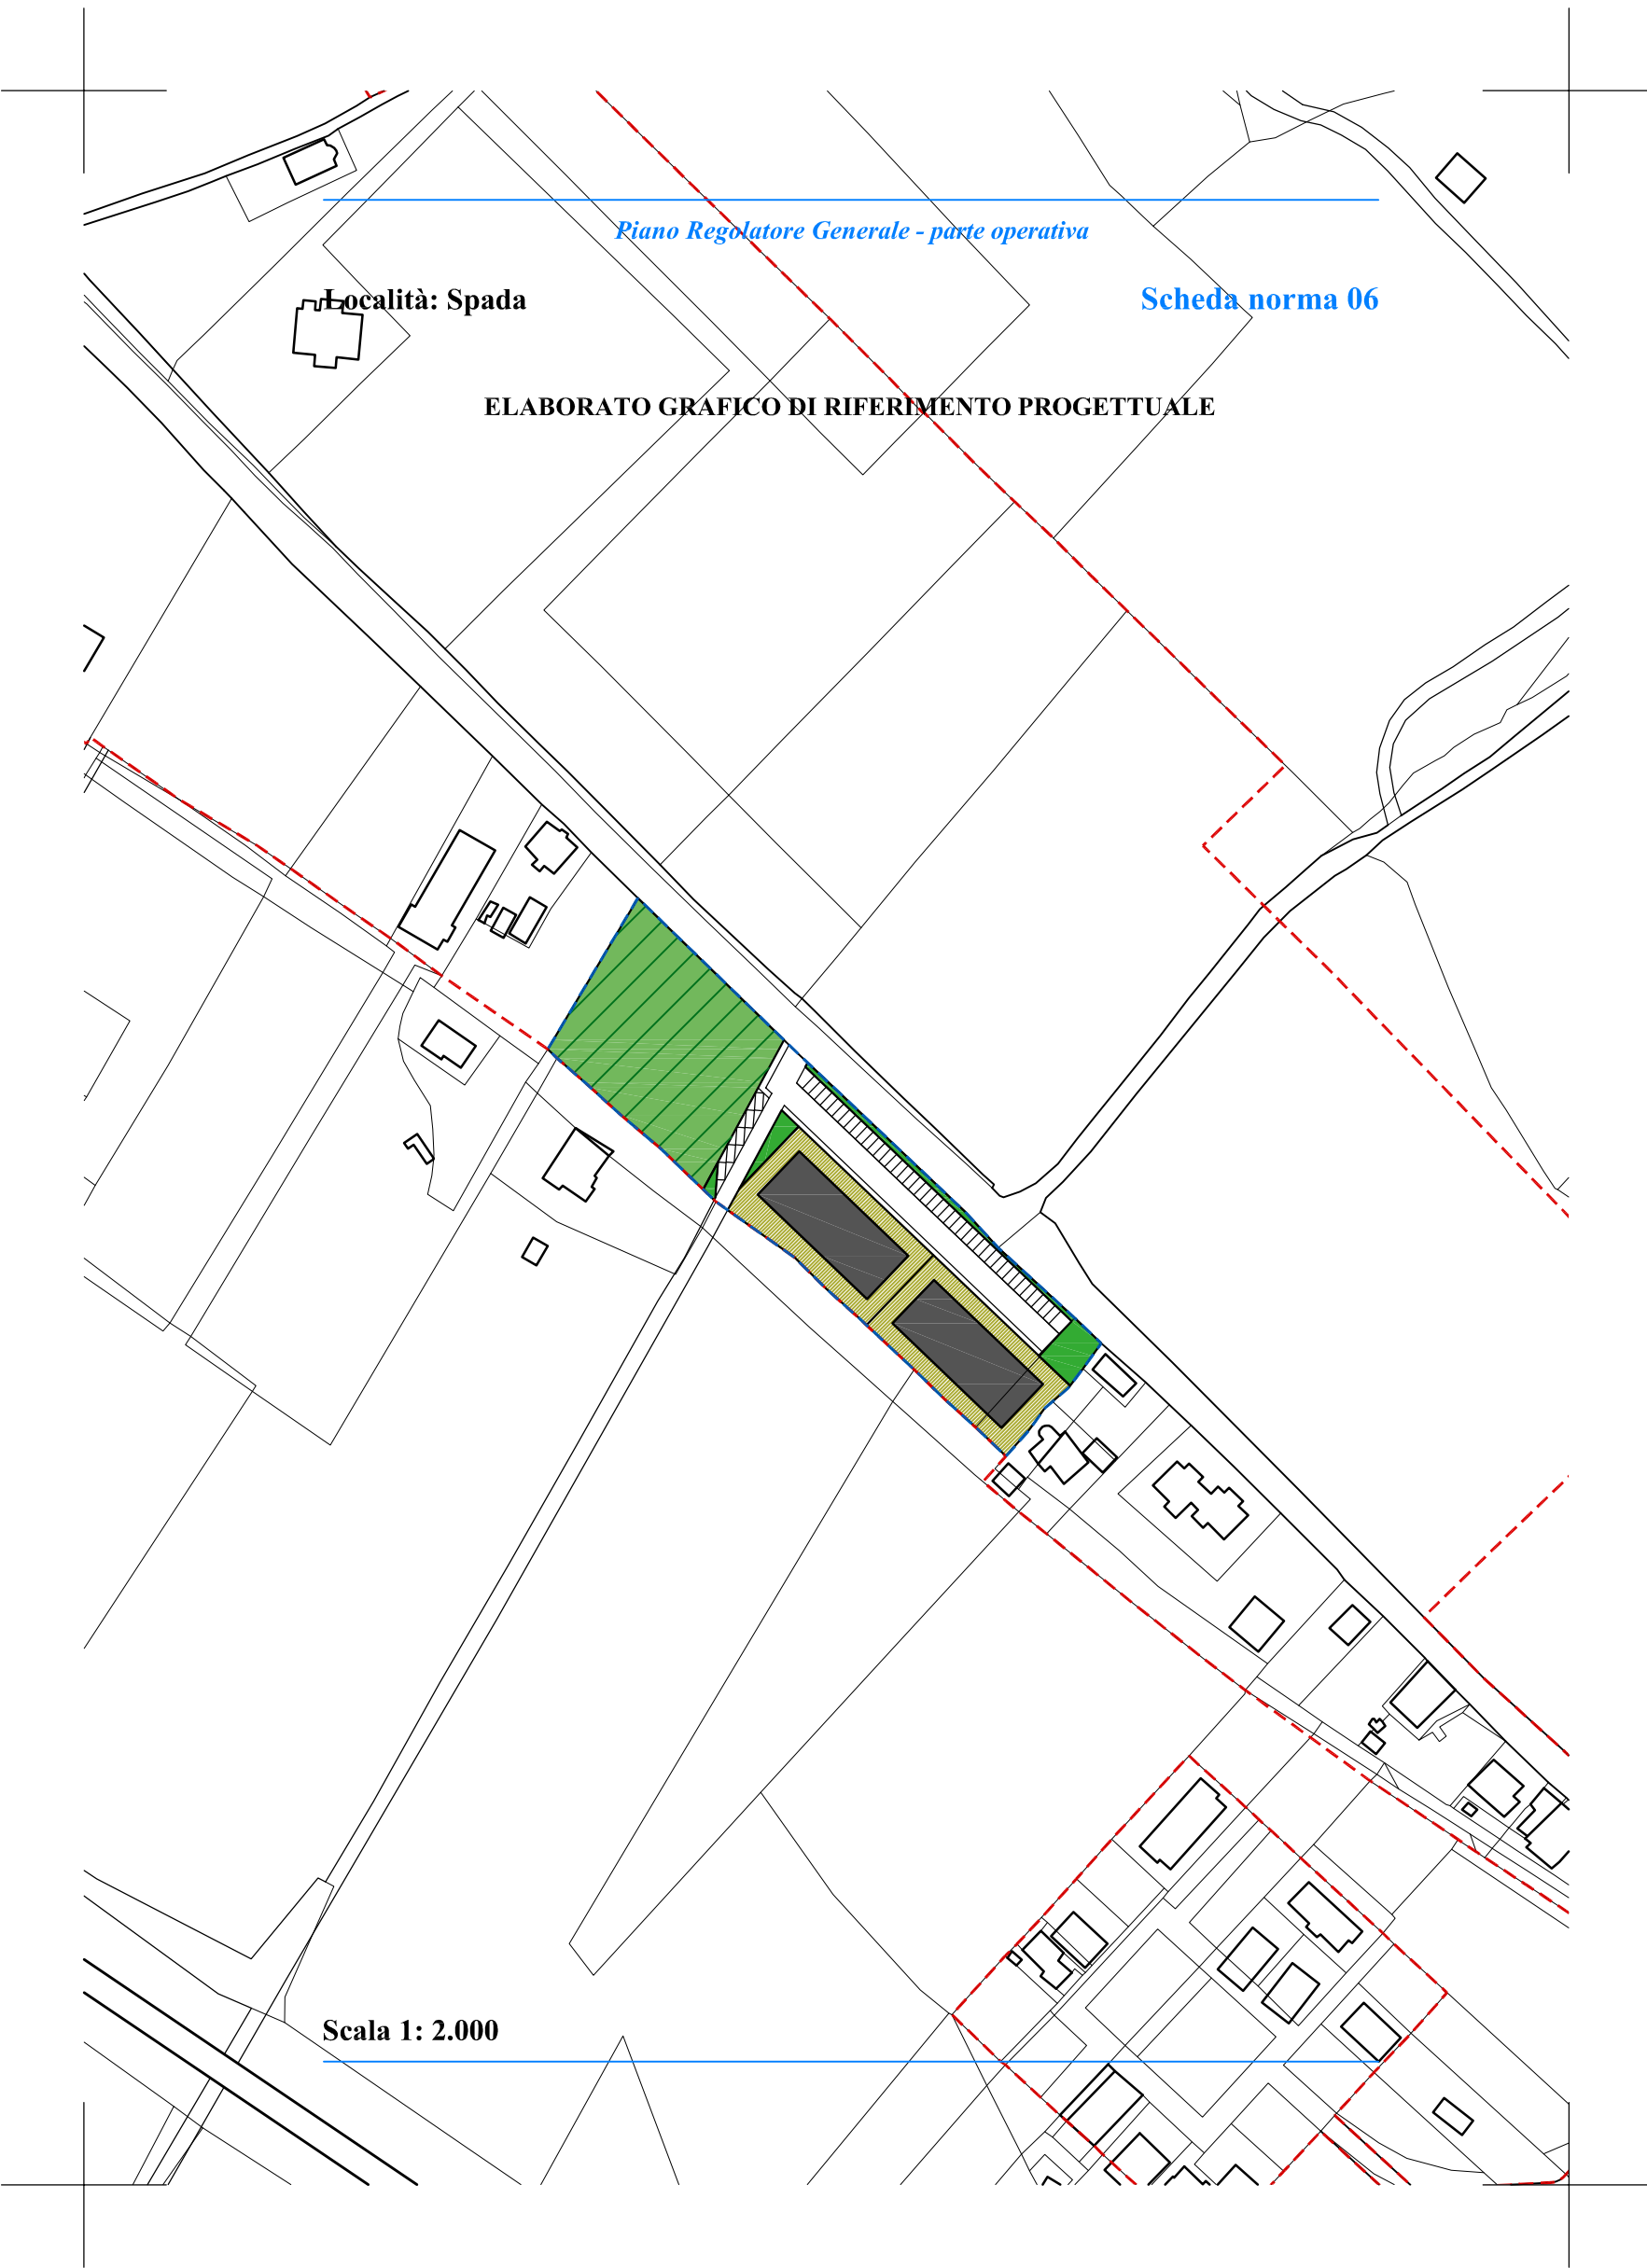 Piano Regolatore Generale - parte operativa
Località: Spada
Scheda norma 06
ELABORATO GRAFICO DI RIFERIMENTO PROGETTUALE
Scala 1: 2.000